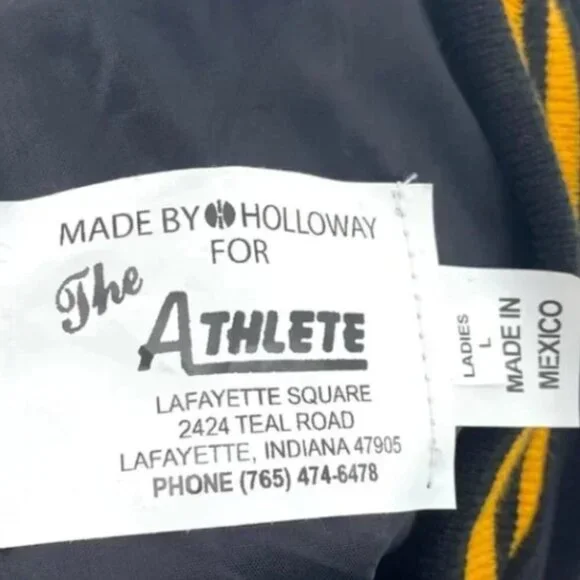 MADE BY HOLLOWAY
FOR
The
ATHLETE
LAFAYETTE SQUARE
2424 TEAL ROAD
LAFAYETTE, INDIANA 47905
PHONE (765) 474-6478
LADIES
L
MADE IN
MEXICO